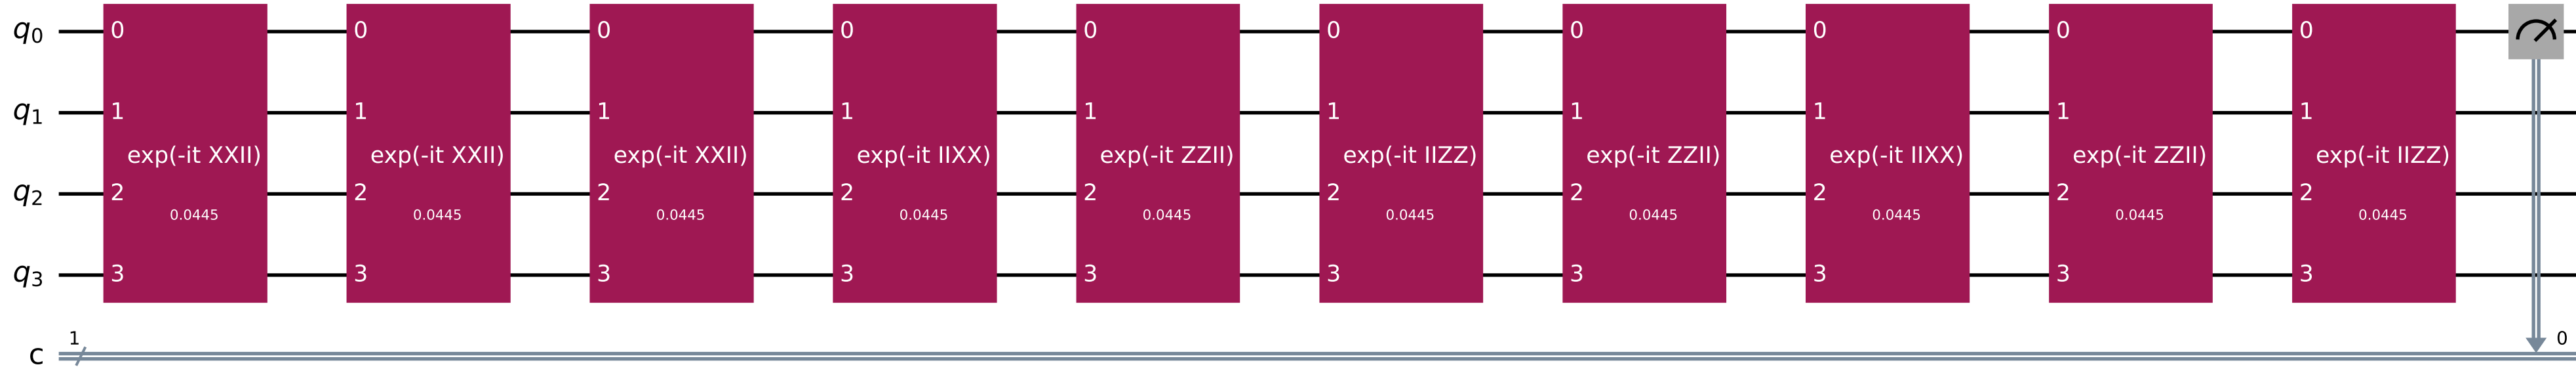 q0 0 0 0 0 0 0 0 0 0 0
q1 1 1 1 1 1 1 1 1 1 1
exp(-it XXII) exp(-it XXII) exp(-it XXII) exp(-it IIXX) exp(-it ZZII) exp(-it IIZZ) exp(-it ZZII) exp(-it IIXX) exp(-it ZZII) exp(-it IIZZ)
q2 2 2 2 2 2 2 2 2 2 2
0.0445 0.0445 0.0445 0.0445 0.0445 0.0445 0.0445 0.0445 0.0445 0.0445
q3 3 3 3 3 3 3 3 3 3 3
1 0
c